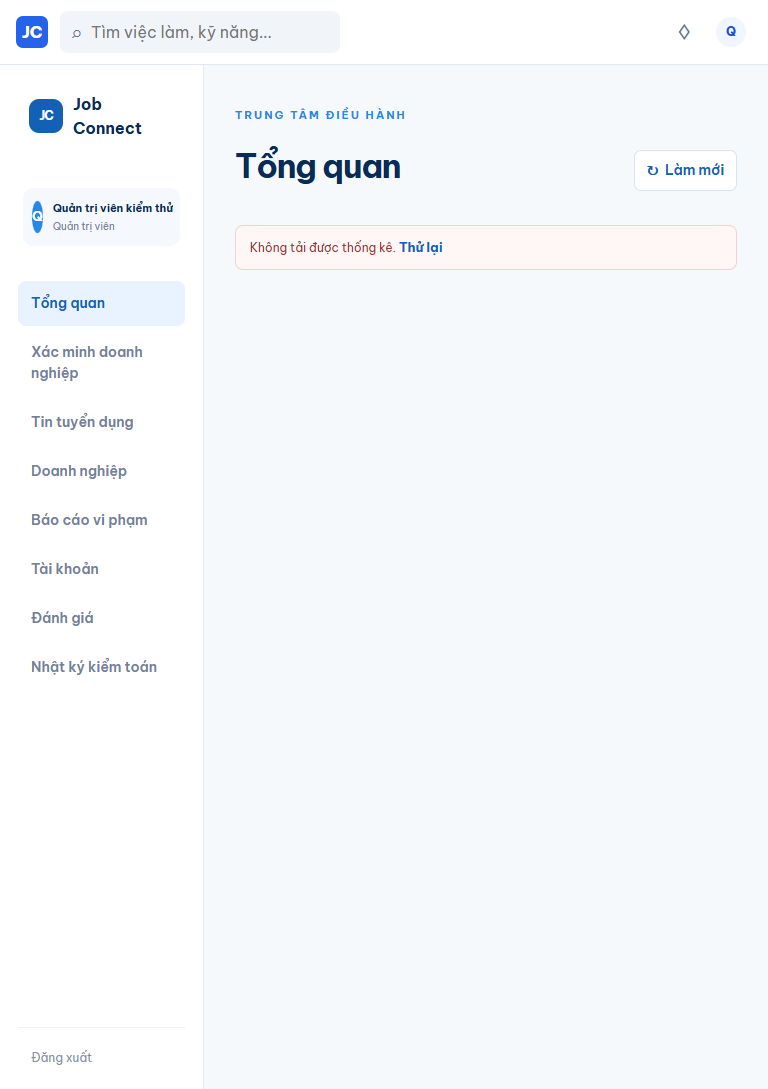 JC
Tìm việc làm, kỹ năng...
Q
JC
Job
Connect
Q
Quản trị viên kiểm thử
Quản trị viên
Tổng quan
Xác minh doanh
nghiệp
Tin tuyển dụng
Doanh nghiệp
Báo cáo vi phạm
Tài khoản
Đánh giá
Nhật ký kiểm toán
Đăng xuất
TRUNG TÂM ĐIỀU HÀNH
Tổng quan
Làm mới
Không tải được thống kê. Thử lại